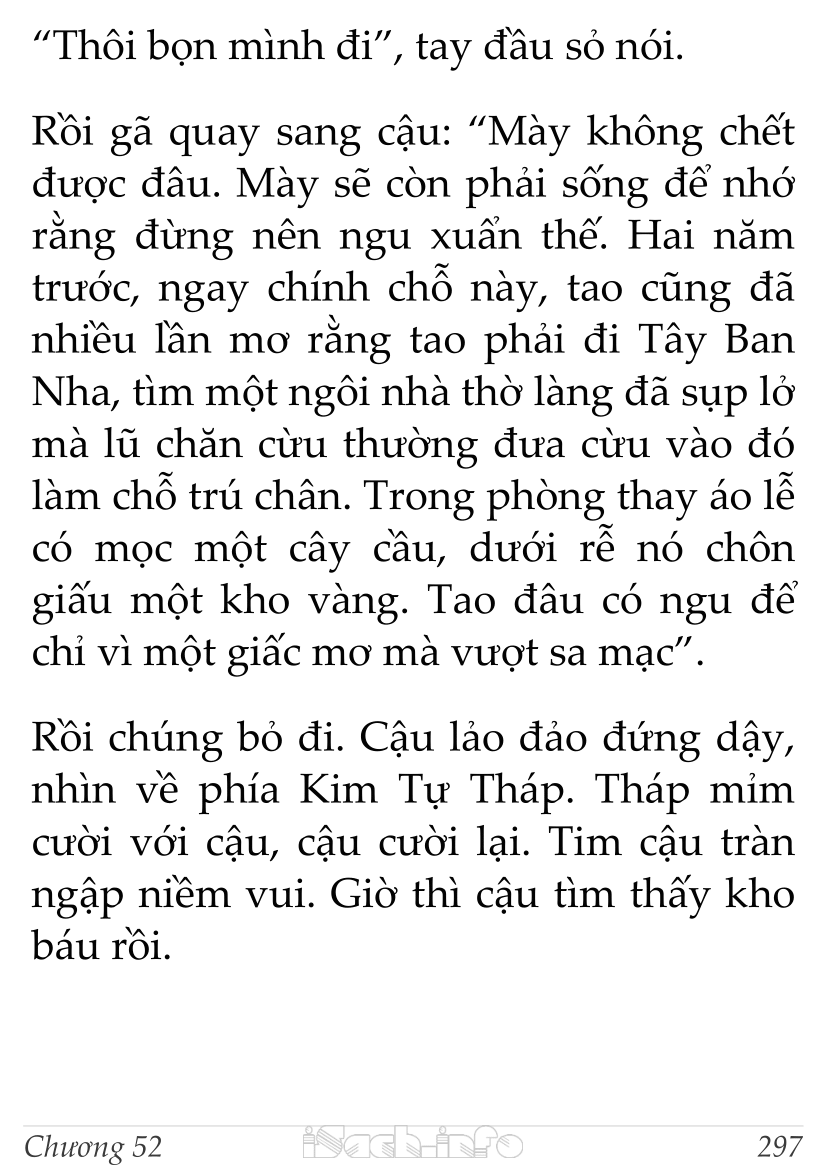 “Thôi bọn mình đi”, tay đầu sỏ nói.
Rồi gã quay sang cậu: “Mày không chết
được đâu. Mày sẽ còn phải sống để nhớ
rằng đừng nên ngu xuẩn thế. Hai năm
trước, ngay chính chỗ này, tao cũng đã
nhiều lần mơ rằng tao phải đi Tây Ban
Nha, tìm một ngôi nhà thờ làng đã sụp lở
mà lũ chăn cừu thường đưa cừu vào đó
làm chỗ trú chân. Trong phòng thay áo lễ
có mọc một cây cầu, dưới rễ nó chôn
giấu một kho vàng. Tao đâu có ngu để
chỉ vì một giấc mơ mà vượt sa mạc”.
Rồi chúng bỏ đi. Cậu lảo đảo đứng dậy,
nhìn về phía Kim Tự Tháp. Tháp mỉm
cười với cậu, cậu cười lại. Tim cậu tràn
ngập niềm vui. Giờ thì cậu tìm thấy kho
báu rồi.
Chương 52 iSach.info 297